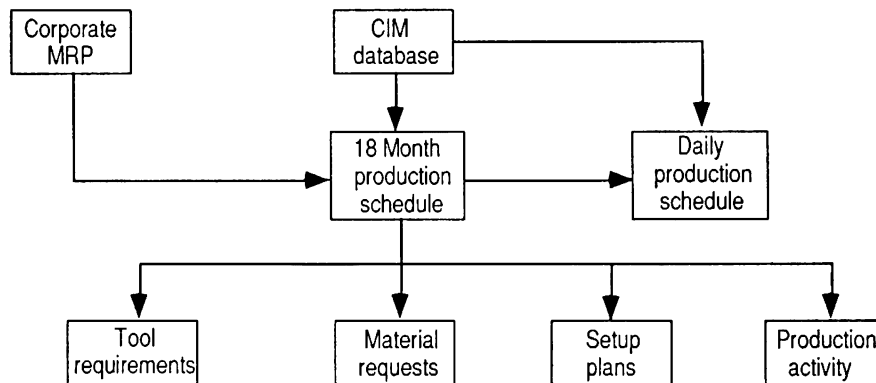 Corporate
MRP
CIM
database
18 Month
production
schedule
Daily
production
schedule
Tool
requirements
Material
requests
Setup
plans
Production
activity